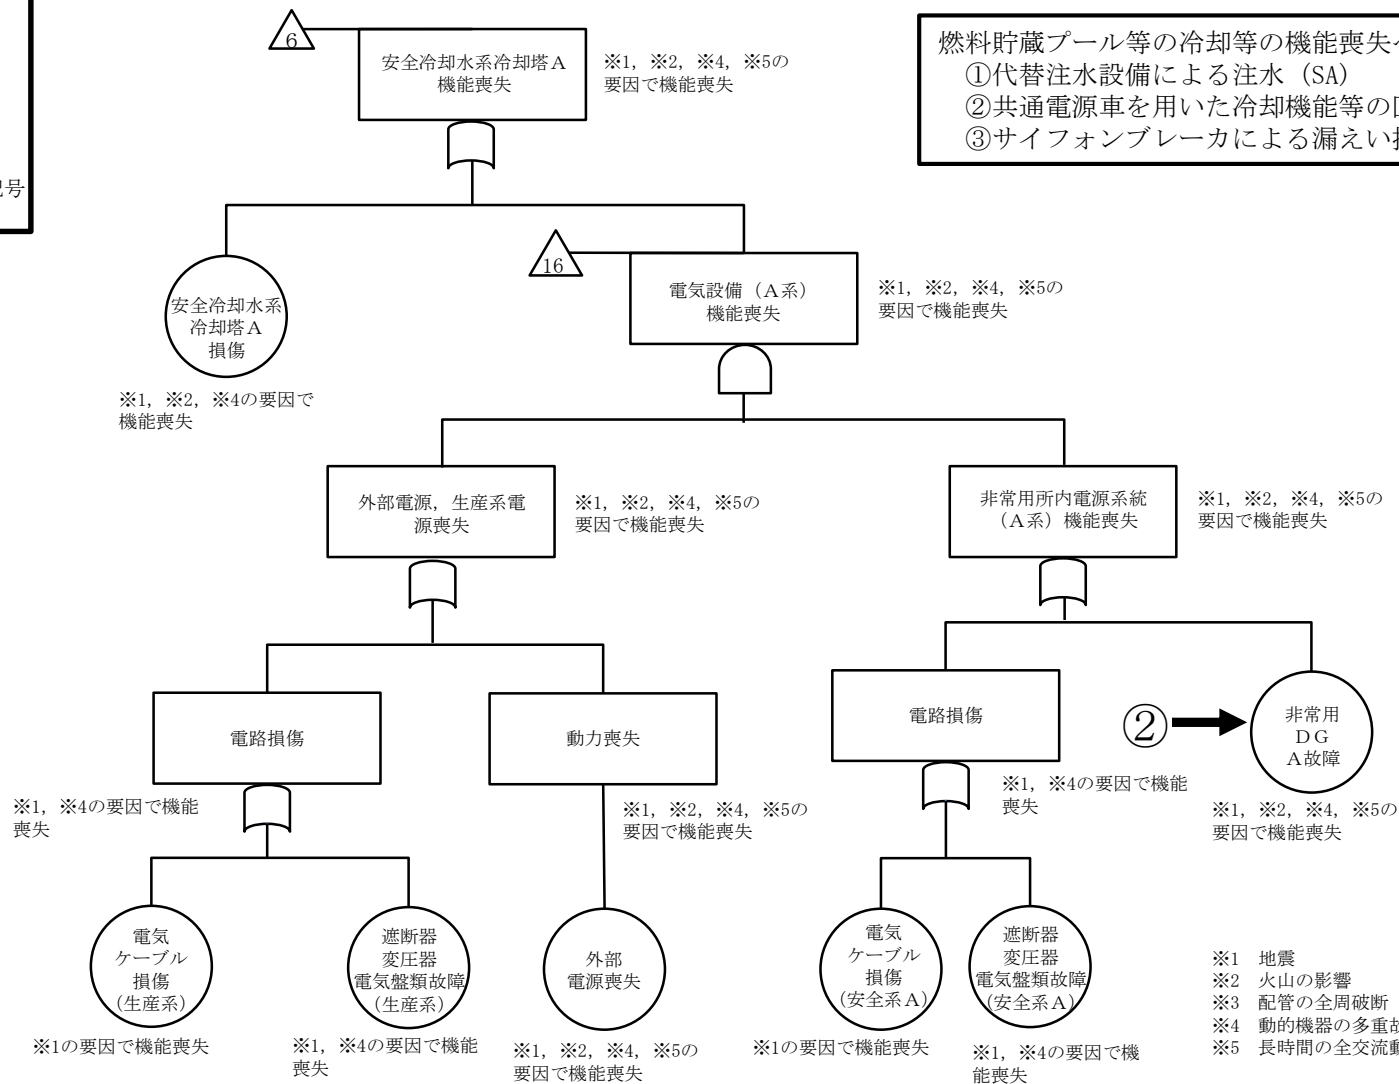 6
安全冷却水系冷却塔A
機能喪失
※1, ※2, ※4, ※5の
要因で機能喪失
燃料貯蔵プール等の冷却等の機能喪失
①代替注水設備による注水（SA）
②共通電源車を用いた冷却機能等の
③サイフォンブレーカによる漏えい
記号
16
電気設備（A系）
機能喪失
※1, ※2, ※4, ※5の
要因で機能喪失
安全冷却水系
冷却塔A
損傷
※1, ※2, ※4の要因で
機能喪失
外部電源，生産系電
源喪失
※1, ※2, ※4, ※5の
要因で機能喪失
非常用所内電源系統
（A系）機能喪失
※1, ※2, ※4, ※5の
要因で機能喪失
電路損傷
※1, ※4の要因で機能
喪失
動力喪失
※1, ※2, ※4, ※5の
要因で機能喪失
電路損傷
※1, ※4の要因で機能
喪失
②
非常用
DG
A故障
※1, ※2, ※4, ※5の
要因で機能喪失
電気
ケーブル
損傷
(生産系)
※1の要因で機能喪失
遮断器
変圧器
電気盤類故障
(生産系)
※1, ※4の要因で機能
喪失
外部
電源喪失
※1, ※2, ※4, ※5の
要因で機能喪失
電気
ケーブル
損傷
(安全系A)
※1の要因で機能喪失
遮断器
変圧器
電気盤類故障
(安全系A)
※1, ※4の要因で機
能喪失
※1 地震
※2 火山の影響
※3 配管の全周破断
※4 動的機器の多重故
※5 長時間の全交流動